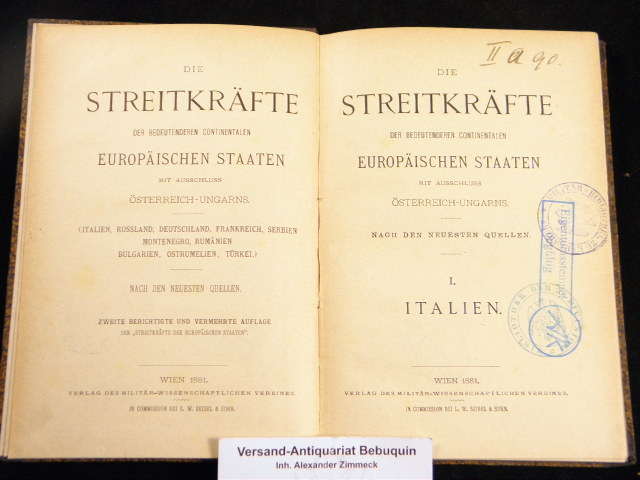 DIE
STREITKRÄFTE
DER BEDEUTENDEREN CONTINENTALEN
EUROPÄISCHEN STAATEN
MIT AUSSCHLUSS
ÖSTERREICH-UNGARNS.
(ITALIEN, RUSSLAND, DEUTSCHLAND, FRANKREICH, SERBIEN
MONTENEGRO, RUMÄNIEN
BULGARIEN, OSTRUMELIEN, TÜRKEI.)
NACH DEN NEUESTEN QUELLEN.
ZWEITE BERICHTIGTE UND VERMEHRTE AUFLAGE
DER „STREITKRÄFTE DER EUROPÄISCHEN STAATEN".
WIEN 1881.
VERLAG DES MILITÄR-WISSENSCHAFTLICHEN VEREINES.
IN COMMISSION BEI L. W. SEIDEL & SOHN.
II a 90.
DIE
STREITKRÄFTE
DER BEDEUTENDEREN CONTINENTALEN
EUROPÄISCHEN STAATEN
MIT AUSSCHLUSS
ÖSTERREICH-UNGARNS.
NACH DEN NEUESTEN QUELLEN.
I.
ITALIEN.
WIEN 1881.
VERLAG DES MILITÄR-WISSENSCHAFTLICHEN VEREINES.
IN COMMISSION BEI L. W. SEIDEL & SOHN.
Versand-Antiquariat Bebuquin
Inh. Alexander Zimmeck